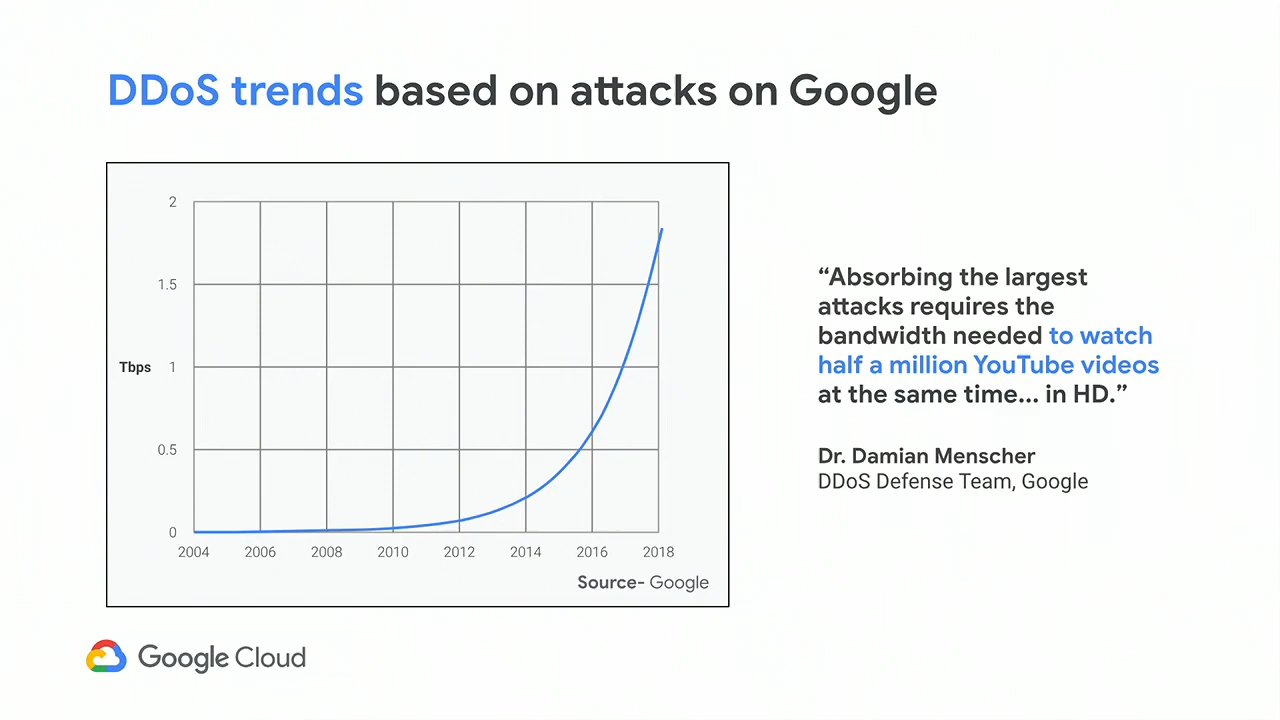 DDoS trends based on attacks on Google
2
1.5
Tbps 1
0.5
0
2004 2006 2008 2010 2012 2014 2016 2018
Source- Google
“Absorbing the largest
attacks requires the
bandwidth needed to watch
half a million YouTube videos
at the same time... in HD.”
Dr. Damian Menscher
DDoS Defense Team, Google
Google Cloud